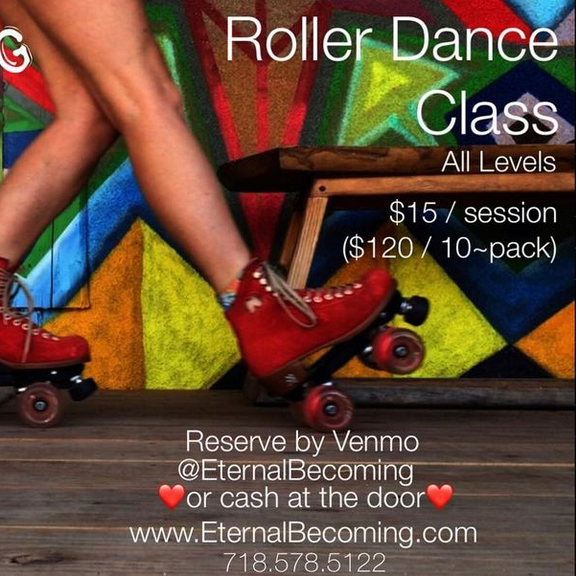 G
Roller Dance
Class
All Levels
$15 / session
($120 / 10~pack)
Reserve by Venmo
@EternalBecoming
❤️or cash at the door❤️
www.EternalBecoming.com
718.578.5122